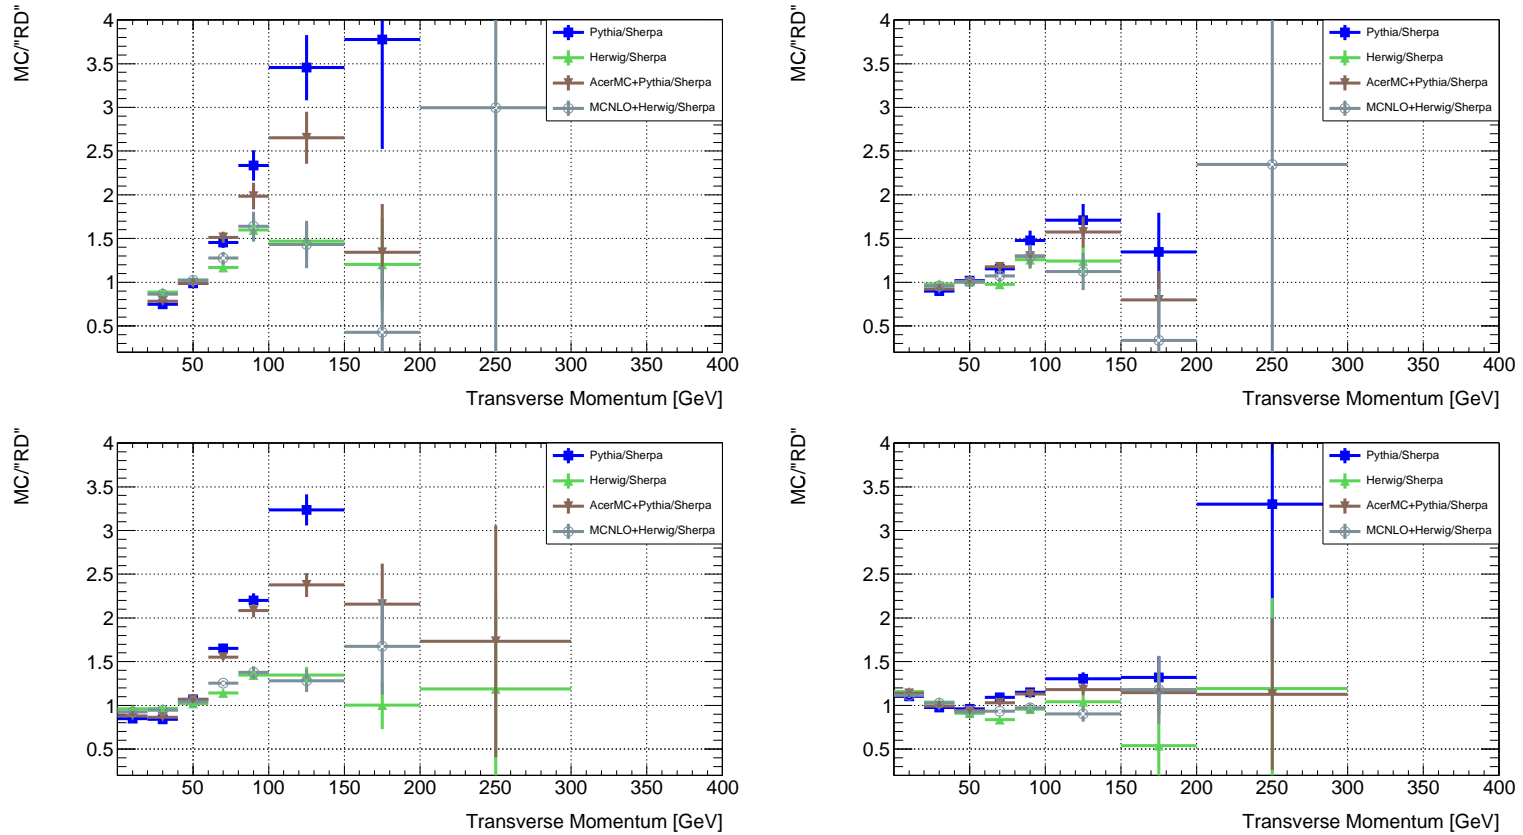 MC/"RD"
4
3.5
3
2.5
2
1.5
1
0.5
50 100 150 200 250 300 350 400
Transverse Momentum [GeV]
Pythia/Sherpa
Herwig/Sherpa
AcerMC+Pythia/Sherpa
MCNLO+Herwig/Sherpa
MC/"RD"
4
3.5
3
2.5
2
1.5
1
0.5
50 100 150 200 250 300 350 400
Transverse Momentum [GeV]
Pythia/Sherpa
Herwig/Sherpa
AcerMC+Pythia/Sherpa
MCNLO+Herwig/Sherpa
MC/"RD"
4
3.5
3
2.5
2
1.5
1
0.5
50 100 150 200 250 300 350 400
Transverse Momentum [GeV]
Pythia/Sherpa
Herwig/Sherpa
AcerMC+Pythia/Sherpa
MCNLO+Herwig/Sherpa
MC/"RD"
4
3.5
3
2.5
2
1.5
1
0.5
50 100 150 200 250 300 350 400
Transverse Momentum [GeV]
Pythia/Sherpa
Herwig/Sherpa
AcerMC+Pythia/Sherpa
MCNLO+Herwig/Sherpa